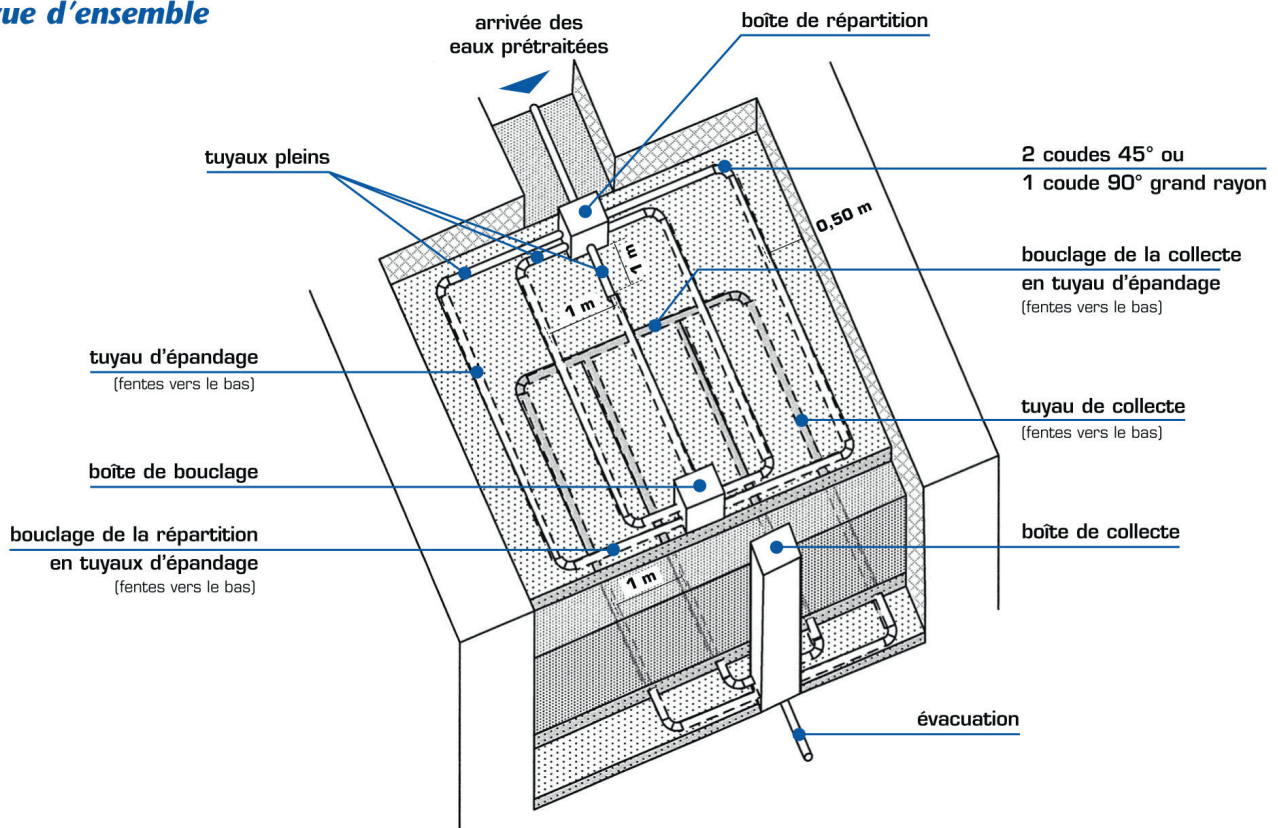 vue d'ensemble
arrivée des
eaux prétraitées
boîte de répartition
tuyaux pleins
2 coudes 45° ou
1 coude 90° grand rayon
0,50 m
bouclage de la collecte
en tuyau d'épandage
(fentes vers le bas)
1 m
1 m
tuyau d'épandage
(fentes vers le bas)
tuyau de collecte
(fentes vers le bas)
boîte de bouclage
bouclage de la répartition
en tuyaux d'épandage
(fentes vers le bas)
boîte de collecte
1 m
évacuation